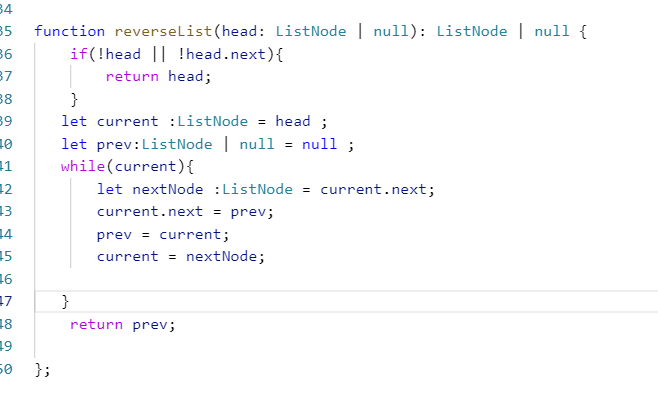 34
35 function reverseList(head: ListNode | null): ListNode | null {
36 if(!head || !head.next){
37 return head;
38 }
39 let current :ListNode = head ;
40 let prev:ListNode | null = null ;
41 while(current){
42 let nextNode :ListNode = current.next;
43 current.next = prev;
44 prev = current;
45 current = nextNode;
46
47 }
48 return prev;
49
50 };